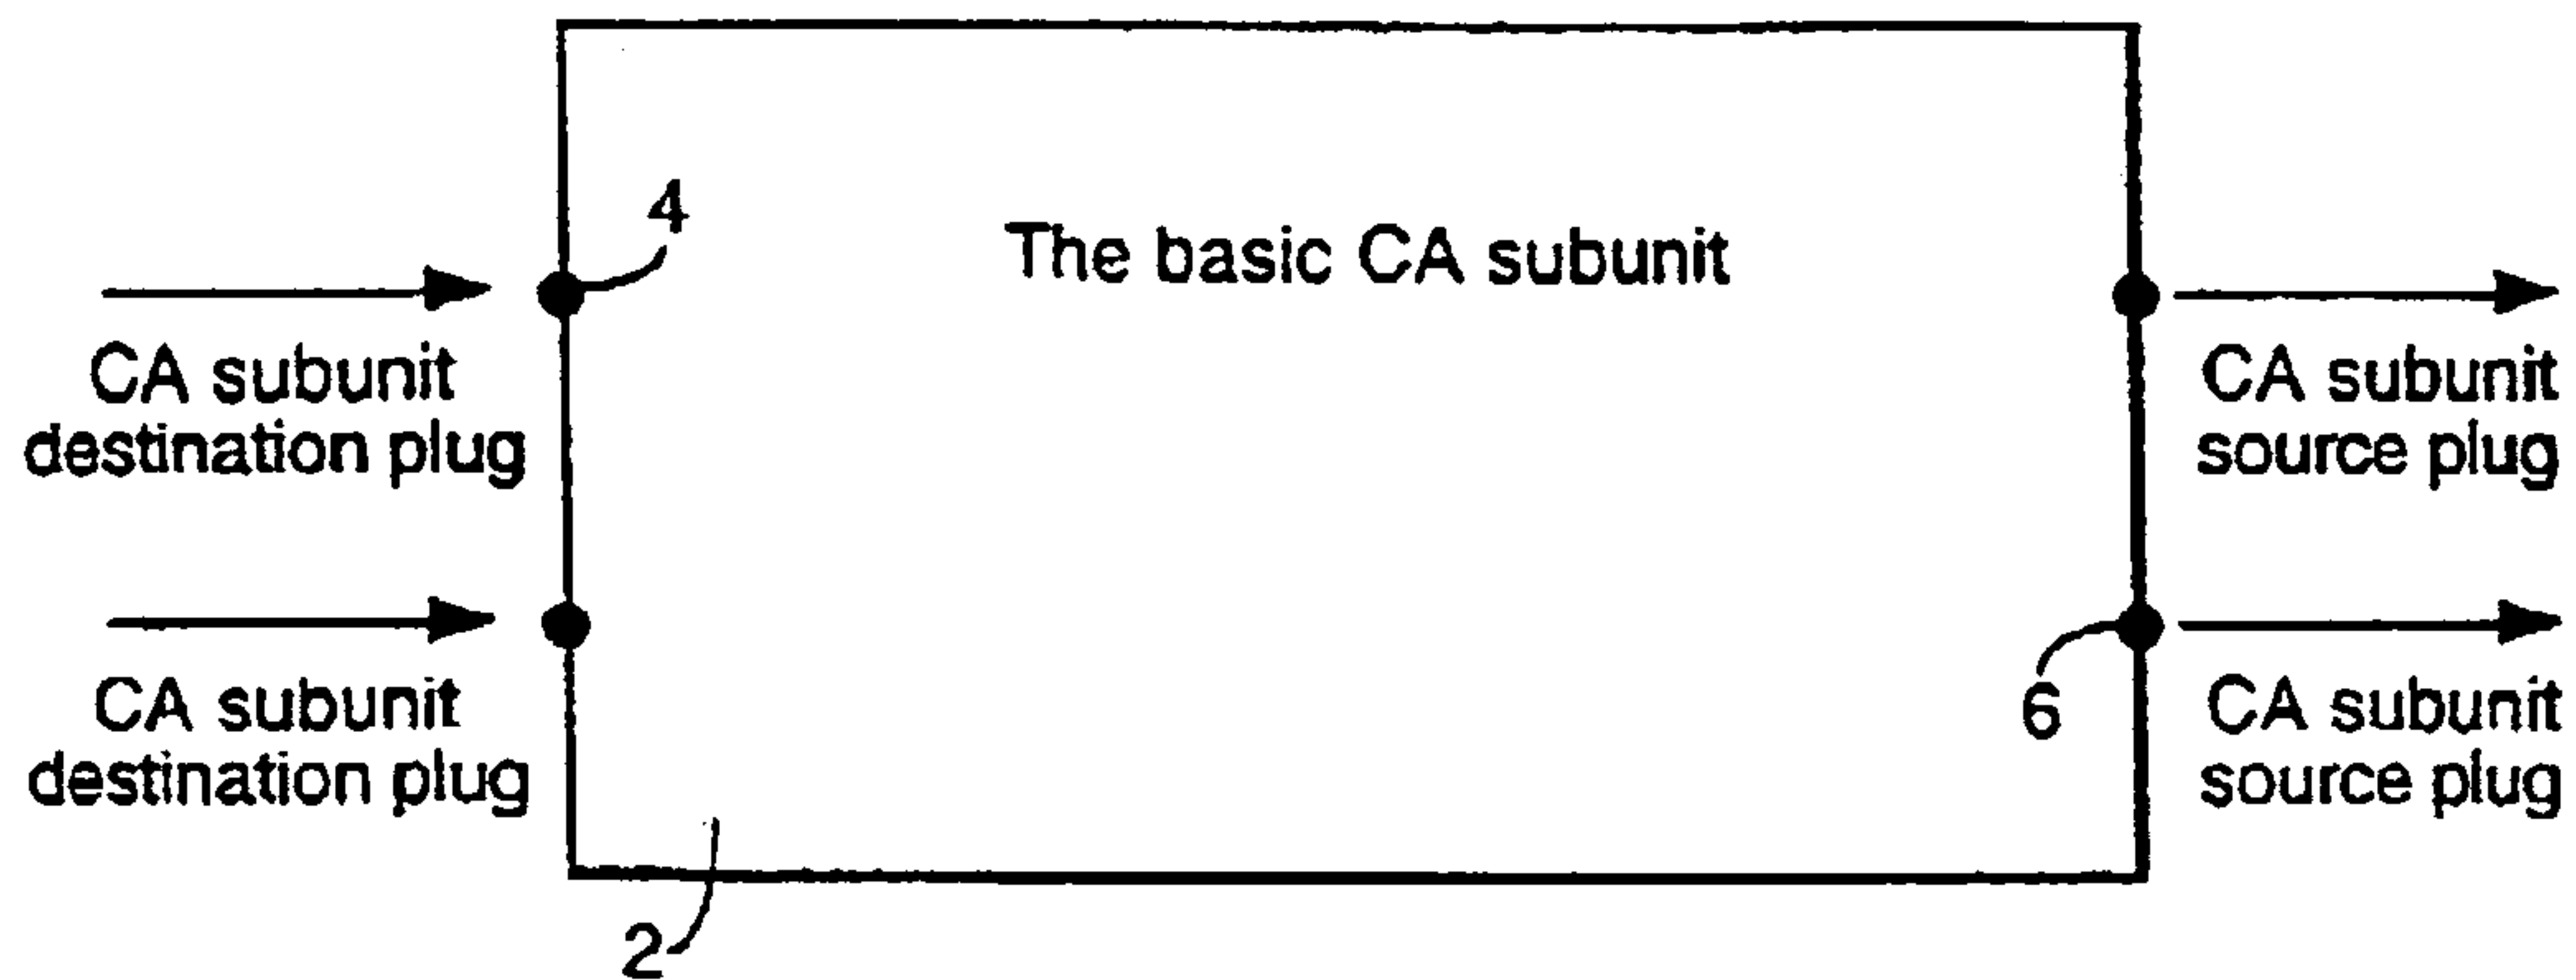 4
The basic CA subunit
CA subunit
destination plug
CA subunit
source plug
CA subunit
destination plug
6
CA subunit
source plug
2